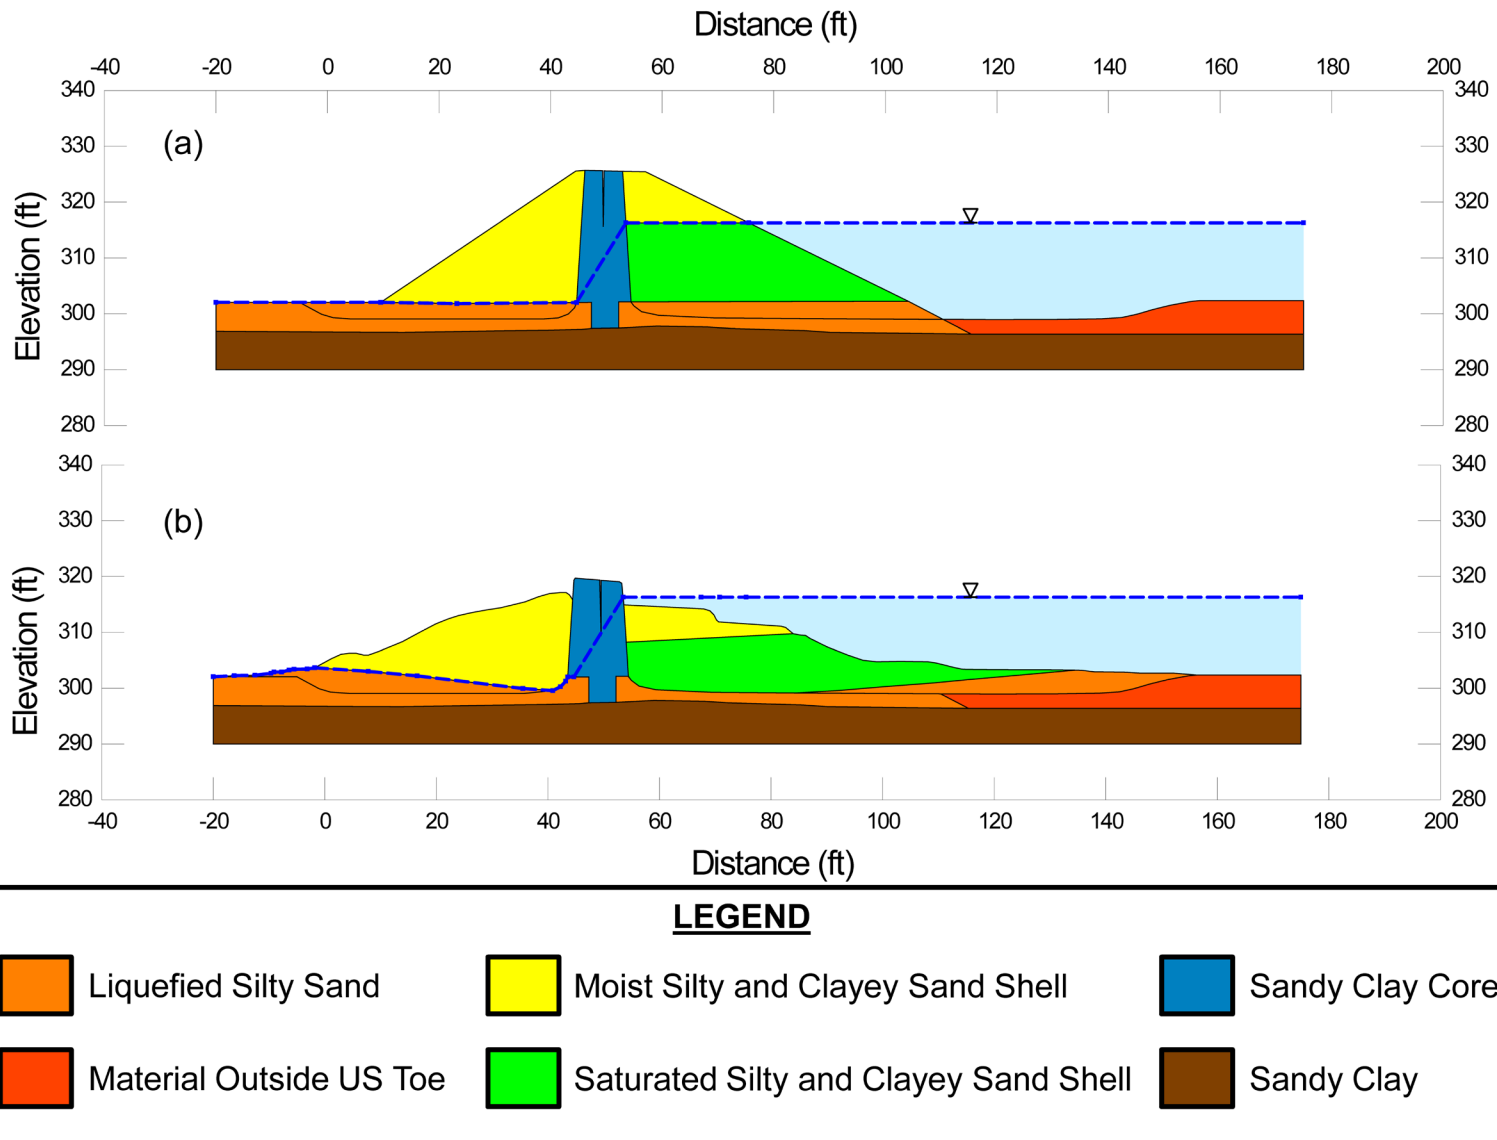 Distance (ft)
-40 -20 0 20 40 60 80 100 120 140 160 180 200
340 340
(a)
330 330
320 320
310 310
300 300
290 290
280 280
Elevation (ft)
340 340
(b)
330 330
320 320
310 310
300 300
290 290
280 280
Elevation (ft)
-40 -20 0 20 40 60 80 100 120 140 160 180 200
Distance (ft)
LEGEND
Liquefied Silty Sand
Moist Silty and Clayey Sand Shell
Sandy Clay Core
Material Outside US Toe
Saturated Silty and Clayey Sand Shell
Sandy Clay